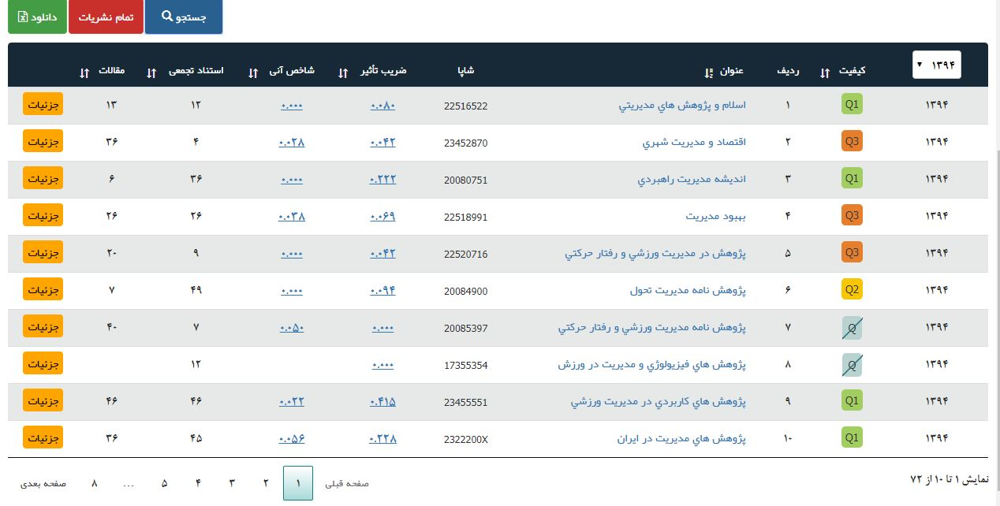 جستجو تمام نشریات دانلود
۱۳۹۴ کیفیت ردیف عنوان شاپا ضریب تأثیر شاخص آنی استناد تجمعی مقالات
۱۳۹۴ Q1 ۱ اسلام و پژوهش هاي مديريتي 22516522 ۰.۰۸۰ ۰.۰۰۰ ۱۲ ۱۳ جزئیات
۱۳۹۴ Q3 ۲ اقتصاد و مديريت شهري 23452870 ۰.۰۴۲ ۰.۰۲۸ ۴ ۳۶ جزئیات
۱۳۹۴ Q1 ۳ انديشه مديريت راهبردي 20080751 ۰.۲۲۲ ۰.۰۰۰ ۳۶ ۶ جزئیات
۱۳۹۴ Q3 ۴ بهبود مديريت 22518991 ۰.۰۶۹ ۰.۰۳۸ ۲۶ ۲۶ جزئیات
۱۳۹۴ Q3 ۵ پژوهش در مديريت ورزشي و رفتار حرکتي 22520716 ۰.۰۴۲ ۰.۰۰۰ ۹ ۲۰ جزئیات
۱۳۹۴ Q2 ۶ پژوهش نامه مديريت تحول 20084900 ۰.۰۹۴ ۰.۰۰۰ ۴۹ ۷ جزئیات
۱۳۹۴ Q ۷ پژوهش نامه مديريت ورزشي و رفتار حرکتي 20085397 ۰.۰۰۰ ۰.۰۵۰ ۷ ۴۰ جزئیات
۱۳۹۴ Q ۸ پژوهش هاي فيزيولوژي و مديريت در ورزش 17355354 ۰.۰۰۰ ۱۲ جزئیات
۱۳۹۴ Q1 ۹ پژوهش هاي کاربردي در مديريت ورزشي 23455551 ۰.۴۱۵ ۰.۰۲۲ ۴۶ ۴۶ جزئیات
۱۳۹۴ Q1 ۱۰ پژوهش هاي مديريت در ايران 2322200X ۰.۲۲۸ ۰.۰۵۶ ۴۵ ۳۶ جزئیات
نمایش ۱ تا ۱۰ از ۷۲
صفحه قبلی ۱ ۲ ۳ ۴ ۵ … ۸ صفحه بعدی